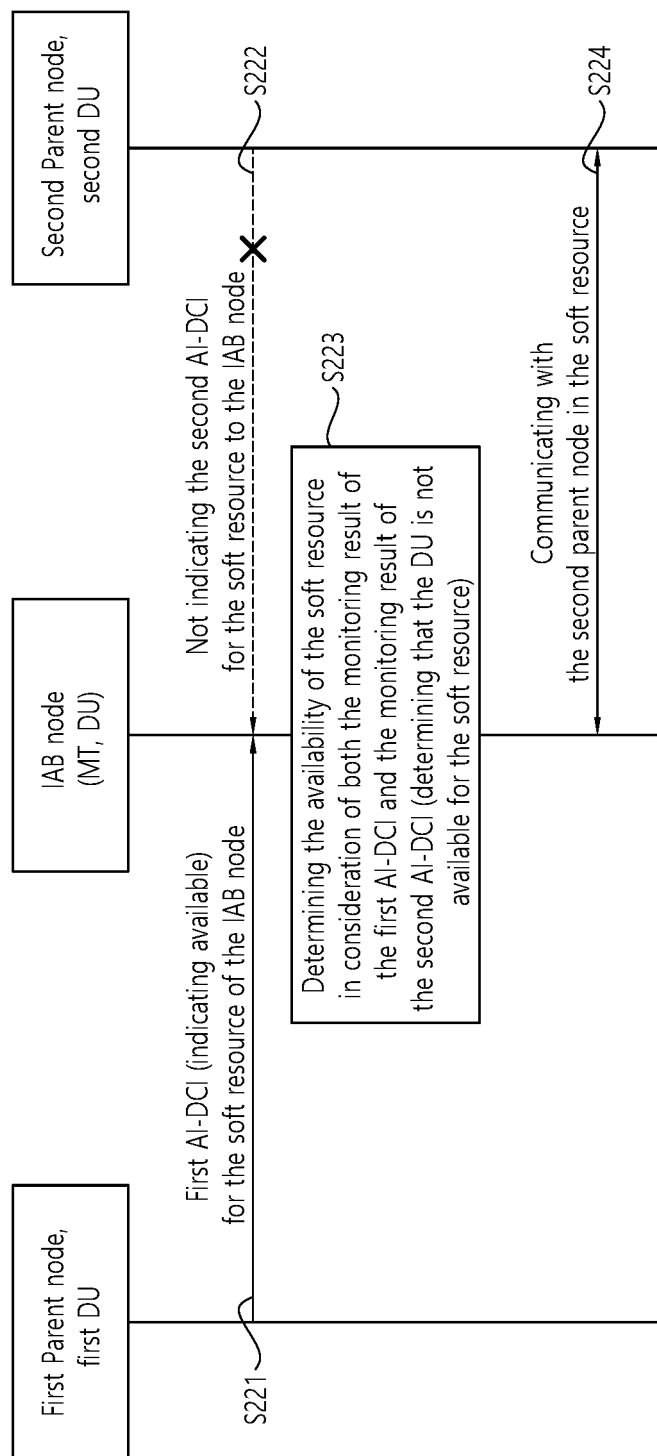 First Parent node,
first DU
IAB node
(MT, DU)
Second Parent node,
second DU
S221
First AI-DCI (indicating available)
for the soft resource of the IAB node
Not indicating the second AI-DCI
for the soft resource to the IAB node
S222
S223
Determining the availability of the soft resource
in consideration of both the monitoring result of
the first AI-DCI and the monitoring result of
the second AI-DCI (determining that the DU is not
available for the soft resource)
Communicating with
the second parent node in the soft resource
S224